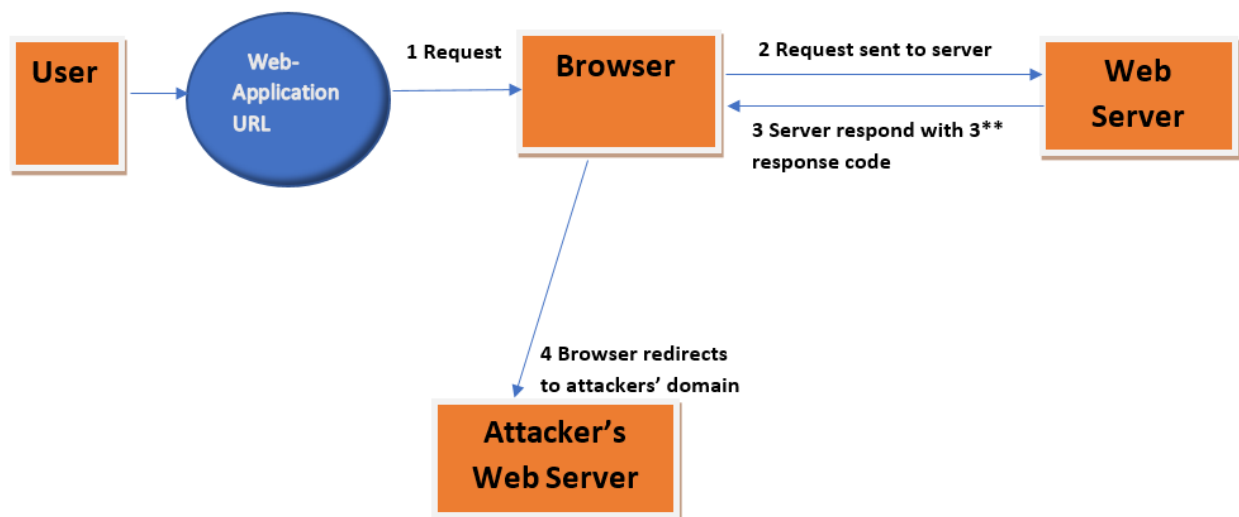 User
Web-
Application
URL
1 Request
Browser
2 Request sent to server
3 Server respond with 3**
response code
Web
Server
4 Browser redirects
to attackers’ domain
Attacker’s
Web Server